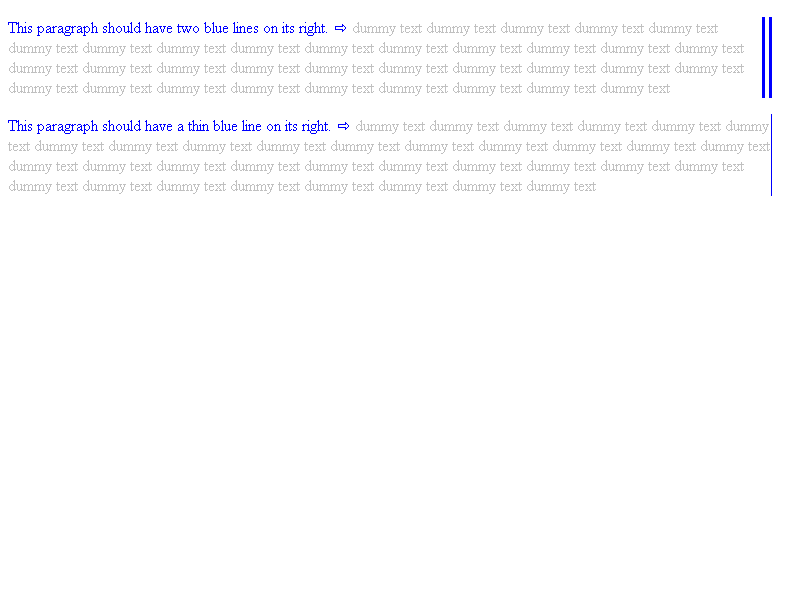 This paragraph should have two blue lines on its right. ⇨ dummy text dummy text dummy text dummy text dummy text
dummy text dummy text dummy text dummy text dummy text dummy text dummy text dummy text dummy text dummy text
dummy text dummy text dummy text dummy text dummy text dummy text dummy text dummy text dummy text dummy text
dummy text dummy text dummy text dummy text dummy text dummy text dummy text dummy text dummy text
This paragraph should have a thin blue line on its right. ⇨ dummy text dummy text dummy text dummy text dummy text dummy
text dummy text dummy text dummy text dummy text dummy text dummy text dummy text dummy text dummy text dummy text
dummy text dummy text dummy text dummy text dummy text dummy text dummy text dummy text dummy text dummy text
dummy text dummy text dummy text dummy text dummy text dummy text dummy text dummy text